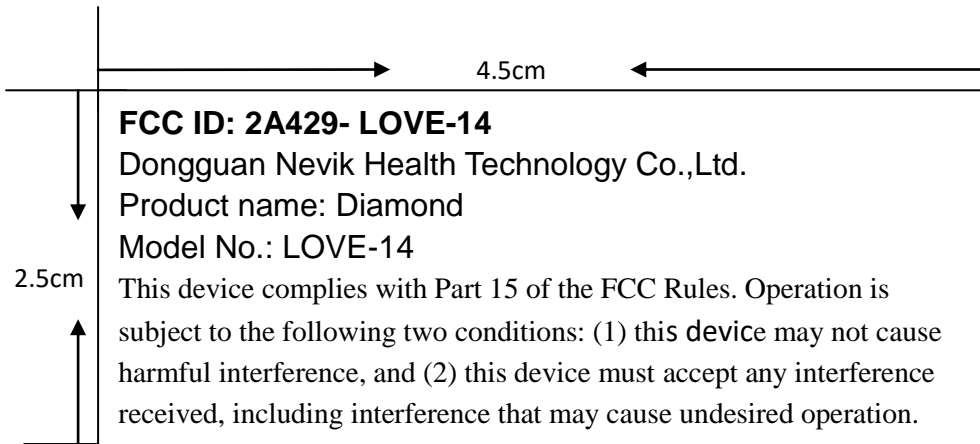 4.5cm
FCC ID: 2A429- LOVE-14
Dongguan Nevik Health Technology Co.,Ltd.
Product name: Diamond
Model No.: LOVE-14
2.5cm
This device complies with Part 15 of the FCC Rules. Operation is
subject to the following two conditions: (1) this device may not cause
harmful interference, and (2) this device must accept any interference
received, including interference that may cause undesired operation.